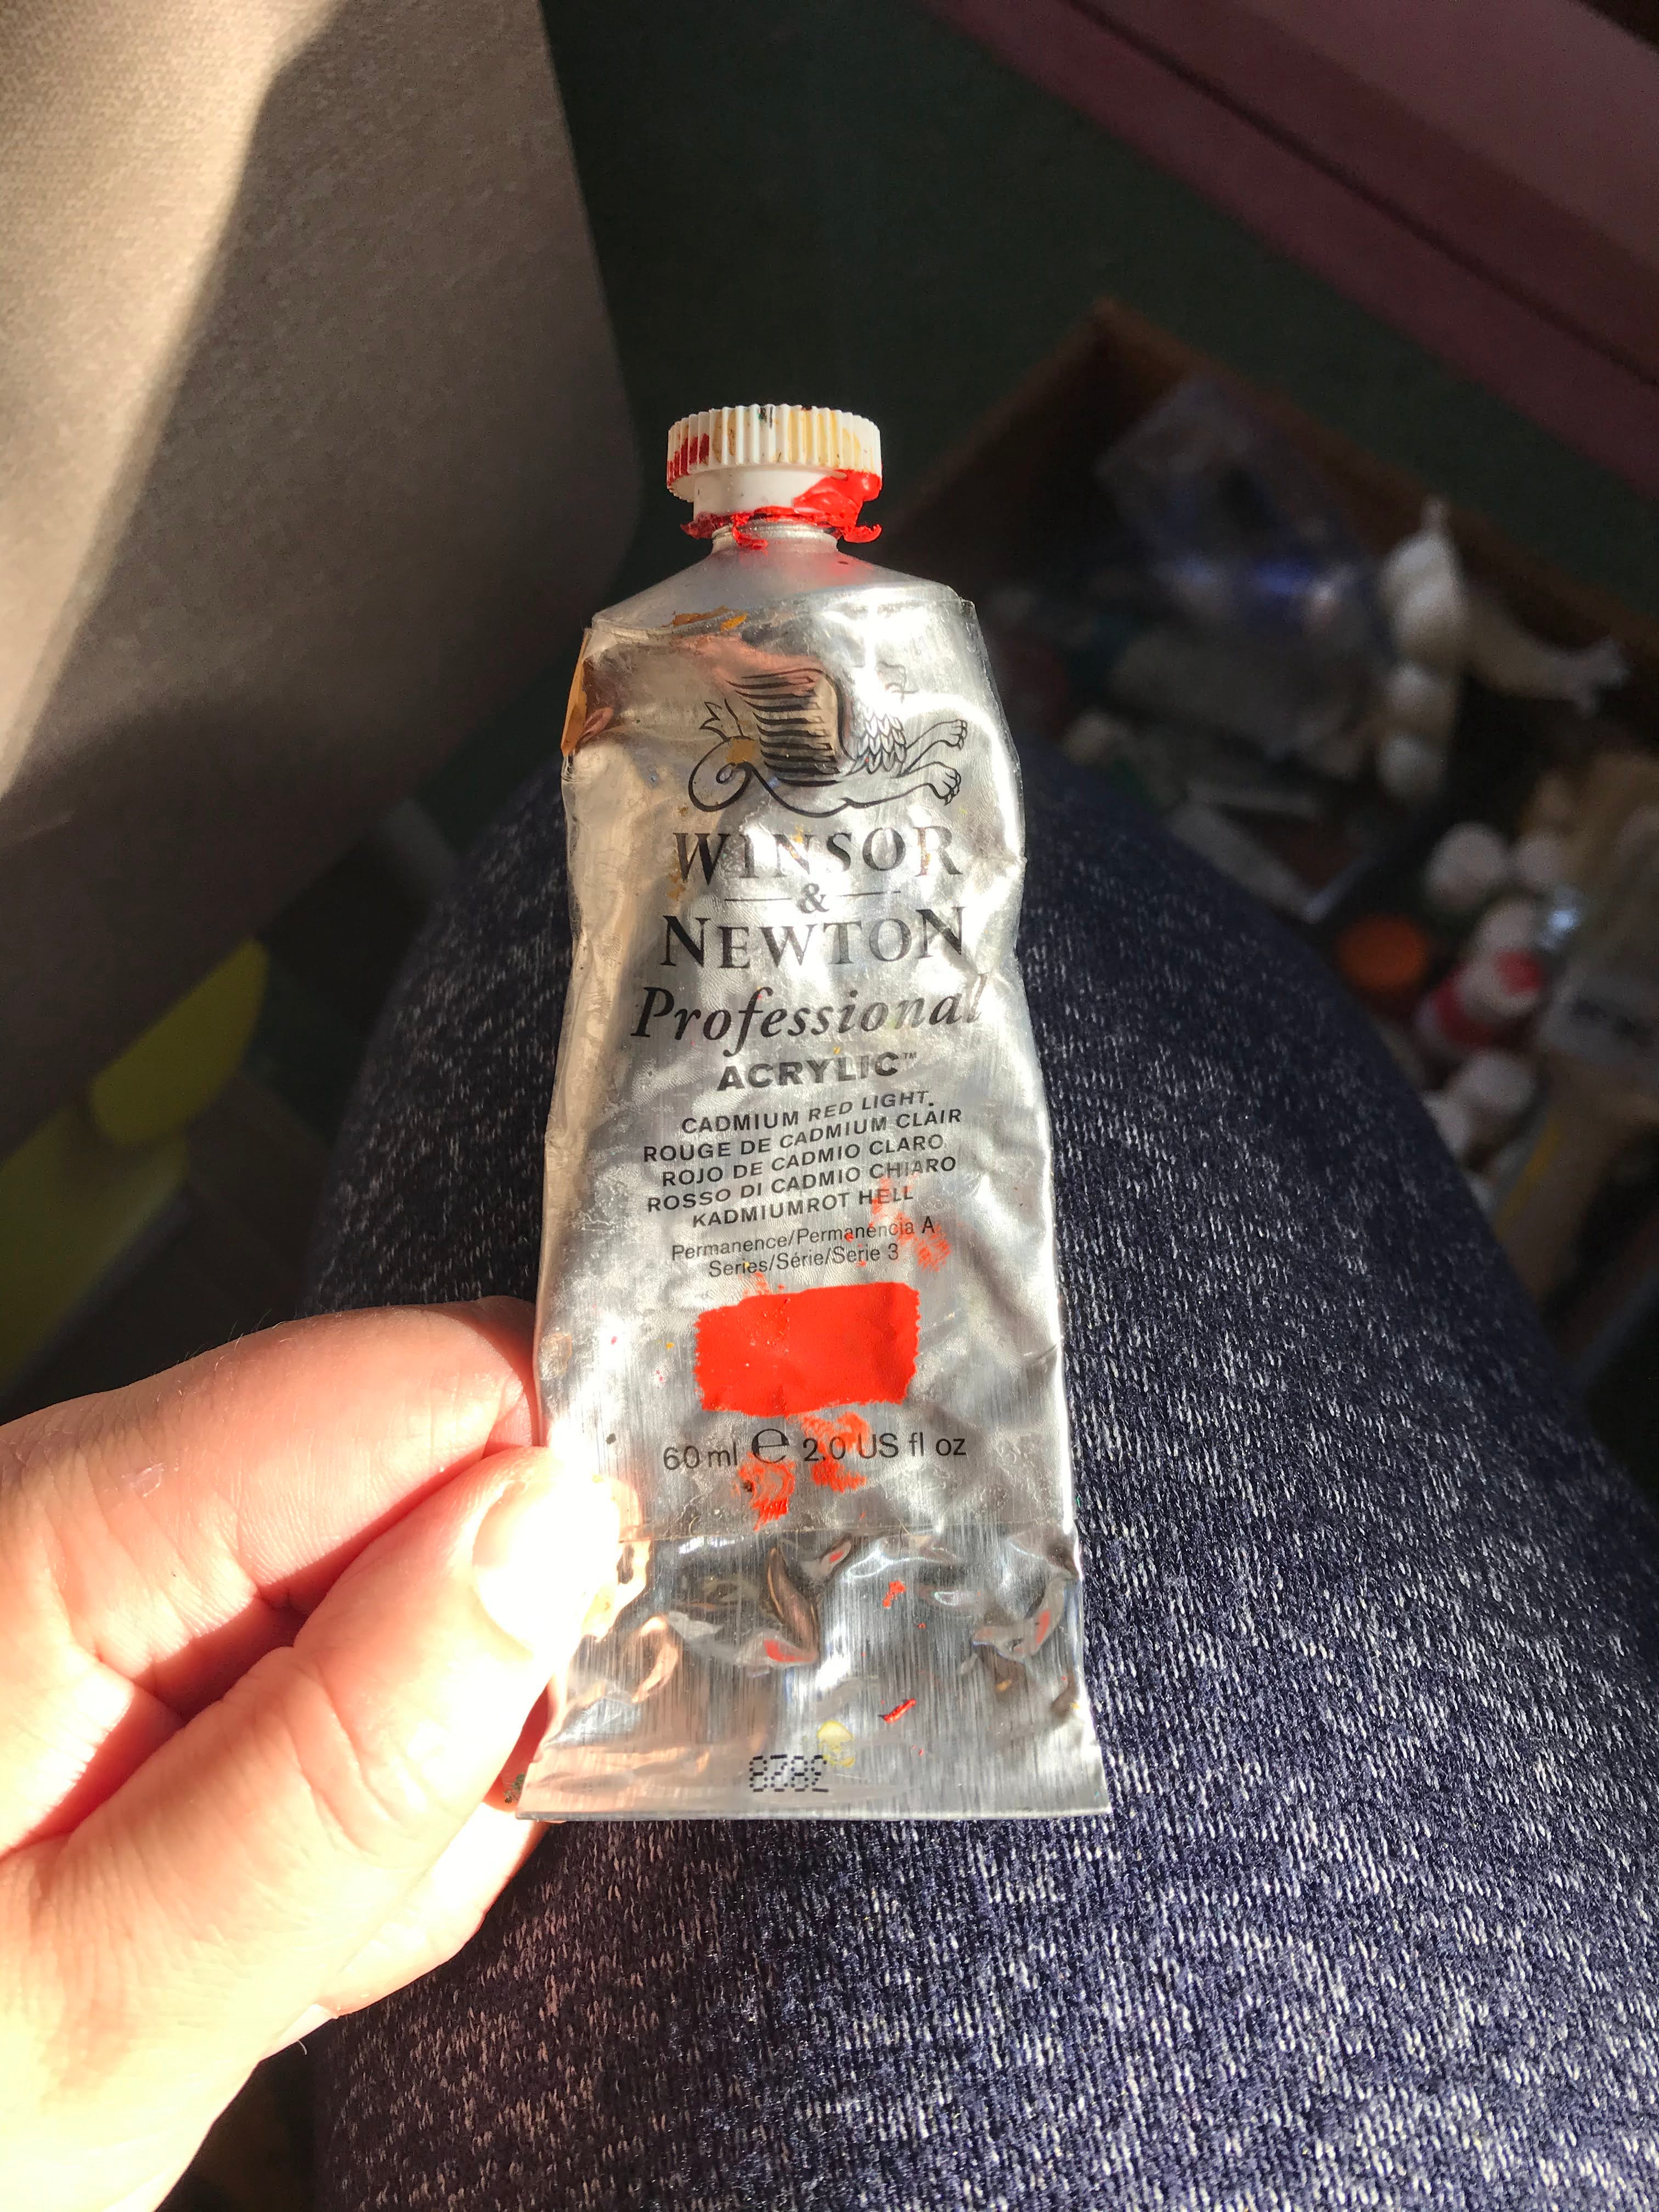 WINSOR
&
NEWTON
Professional
ACRYLIC™
CADMIUM RED LIGHT
ROUGE DE CADMIUM CLAIR
ROJO DE CADMIO CLARO
ROSSO DI CADMIO CHIARO
KADMIUMROT HELL
Permanence/Permanencia A
Series/Série/Serie 3
60 ml ℮ 2.0 US fl oz